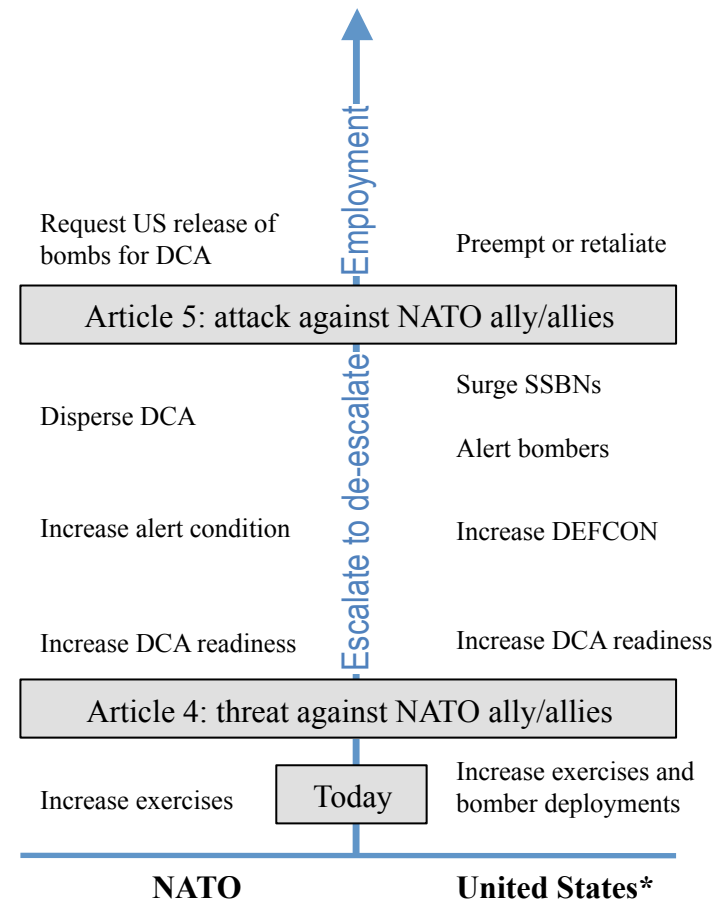 Employment
Request US release of
bombs for DCA
Preempt or retaliate
Article 5: attack against NATO ally/allies
Escalate to de-escalate
Surge SSBNs
Disperse DCA
Alert bombers
Increase alert condition
Increase DEFCON
Increase DCA readiness
Increase DCA readiness
Article 4: threat against NATO ally/allies
Increase exercises
Today
Increase exercises and
bomber deployments
NATO
United States*